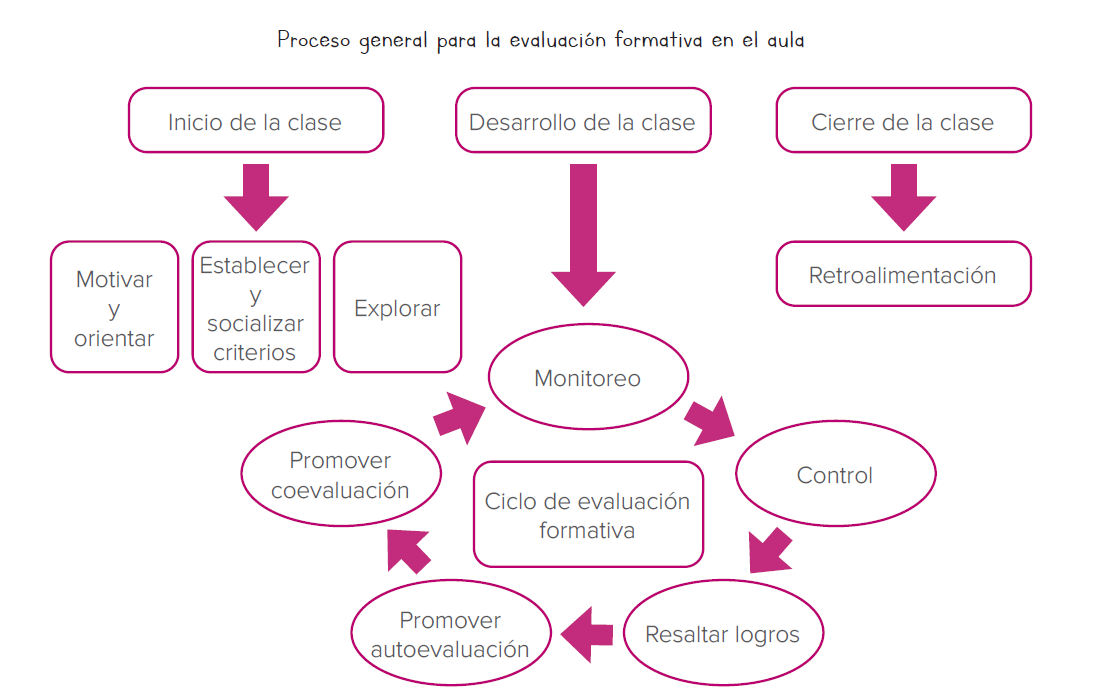 Proceso general para la evaluación formativa en el aula
Inicio de la clase
Desarrollo de la clase
Cierre de la clase
Motivar
y
orientar
Establecer
y
socializar
criterios
Explorar
Retroalimentación
Monitoreo
Control
Resaltar logros
Promover
autoevaluación
Promover
coevaluación
Ciclo de evaluación
formativa